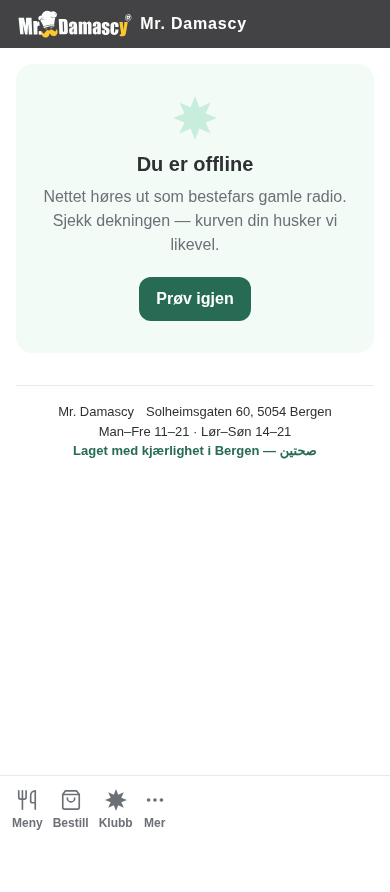 Mr. Damascy® Mr. Damascy
Du er offline
Nettet høres ut som bestefars gamle radio.
Sjekk dekningen — kurven din husker vi
likevel.
Prøv igjen
Mr. Damascy Solheimsgaten 60, 5054 Bergen
Man–Fre 11–21 · Lør–Søn 14–21
Laget med kjærlighet i Bergen — صحتين
Meny Bestill Klubb Mer